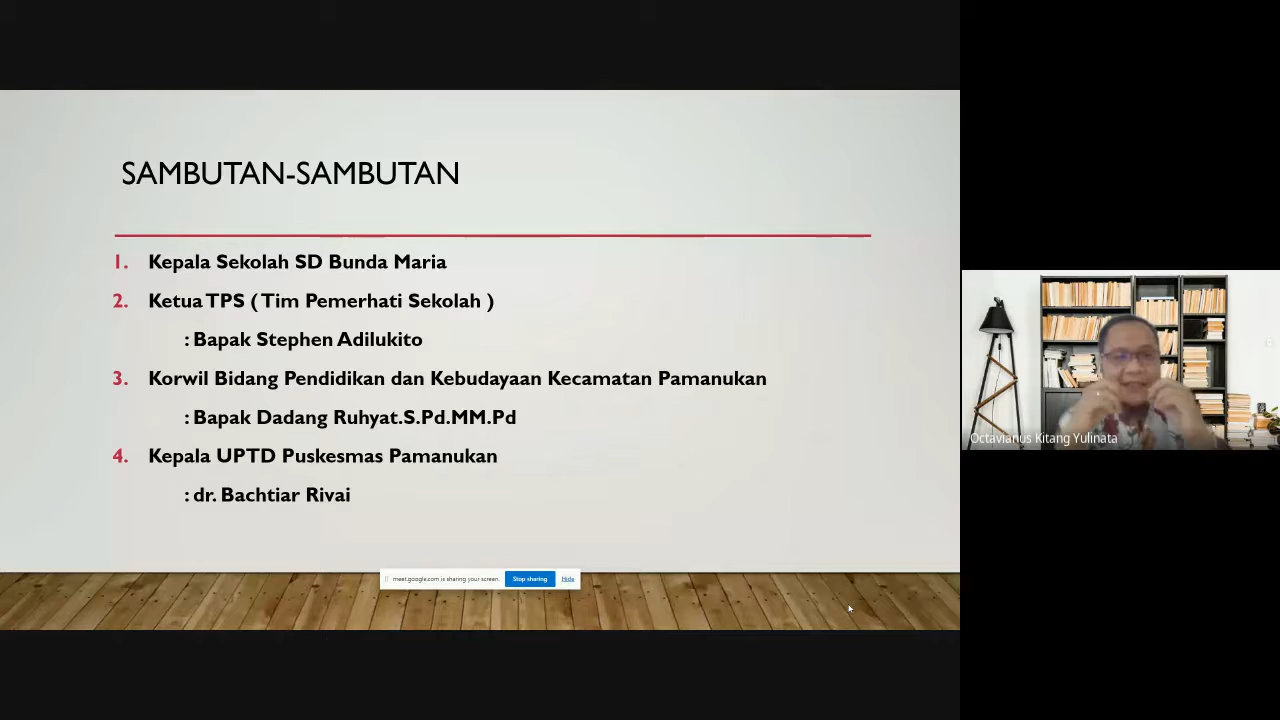 SAMBUTAN-SAMBUTAN
1. Kepala Sekolah SD Bunda Maria
2. Ketua TPS ( Tim Pemerhati Sekolah )
: Bapak Stephen Adilukito
3. Korwil Bidang Pendidikan dan Kebudayaan Kecamatan Pamanukan
: Bapak Dadang Ruhyat.S.Pd.MM.Pd
4. Kepala UPTD Puskesmas Pamanukan
: dr. Bachtiar Rivai
meet.google.com is sharing your screen. Stop sharing Hide
Octavianus Kitang Yulinata